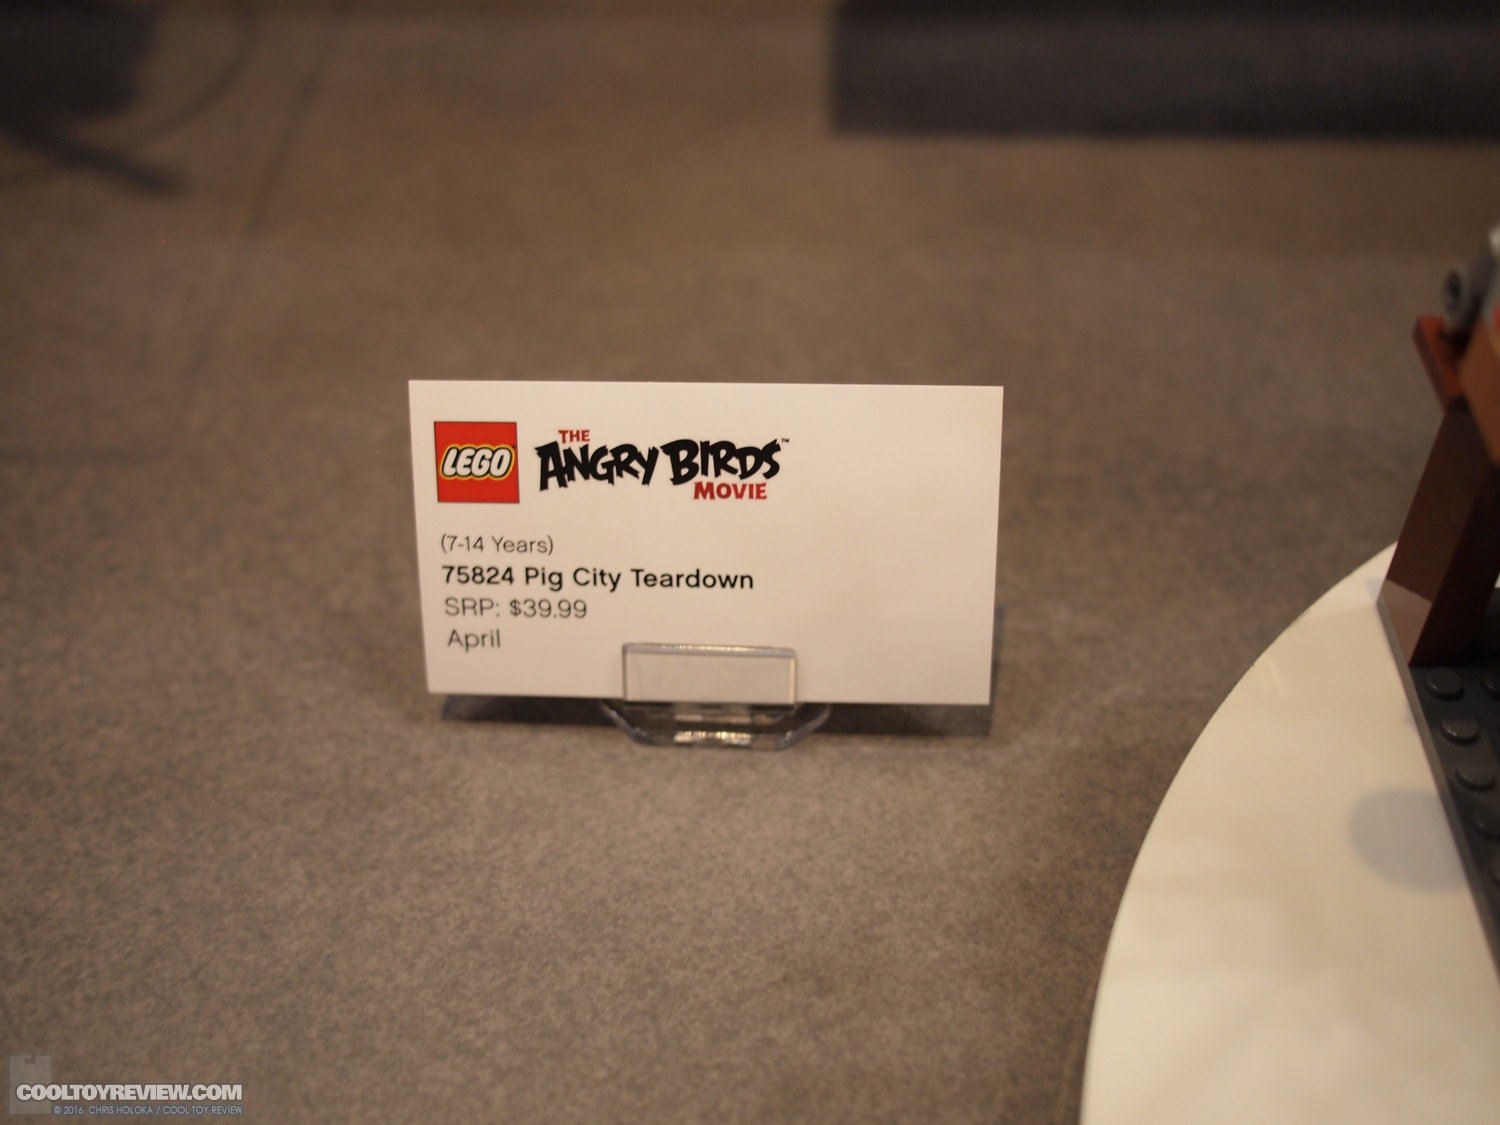 LEGO
THE
ANGRY BIRDS™
MOVIE
(7-14 Years)
75824 Pig City Teardown
SRP: $39.99
April
COOLTOYREVIEW.COM
© 2016 CHRIS HOLOKA / COOL TOY REVIEW